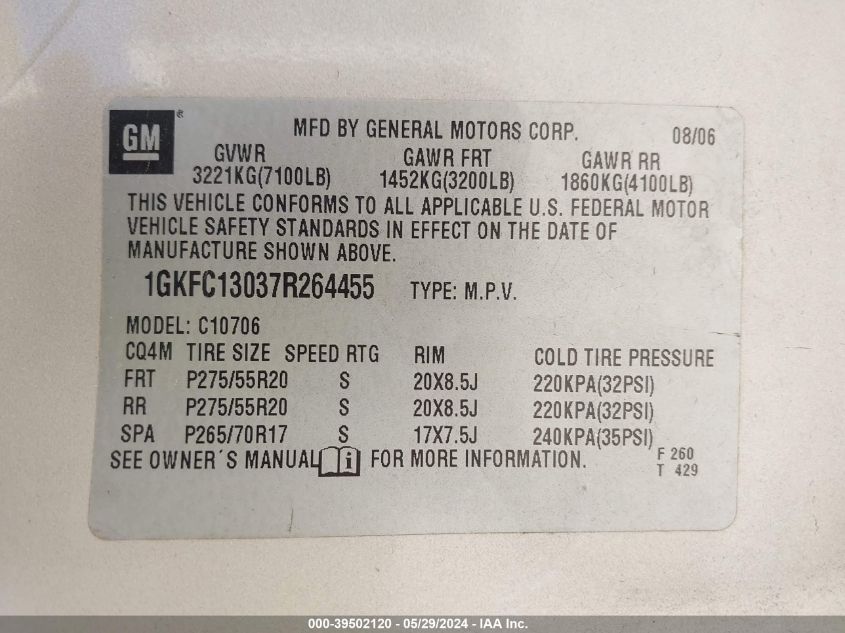 GM ®
MFD BY GENERAL MOTORS CORP. 08/06
GVWR GAWR FRT GAWR RR
3221KG(7100LB) 1452KG(3200LB) 1860KG(4100LB)
THIS VEHICLE CONFORMS TO ALL APPLICABLE U.S. FEDERAL MOTOR
VEHICLE SAFETY STANDARDS IN EFFECT ON THE DATE OF
MANUFACTURE SHOWN ABOVE.
1GKFC13037R264455 TYPE: M.P.V.
MODEL: C10706
CQ4M TIRE SIZE SPEED RTG RIM COLD TIRE PRESSURE
FRT P275/55R20 S 20X8.5J 220KPA(32PSI)
RR P275/55R20 S 20X8.5J 220KPA(32PSI)
SPA P265/70R17 S 17X7.5J 240KPA(35PSI)
SEE OWNER´S MANUAL i FOR MORE INFORMATION. F 260
T 429
000-39502120 - 05/29/2024 - IAA Inc.